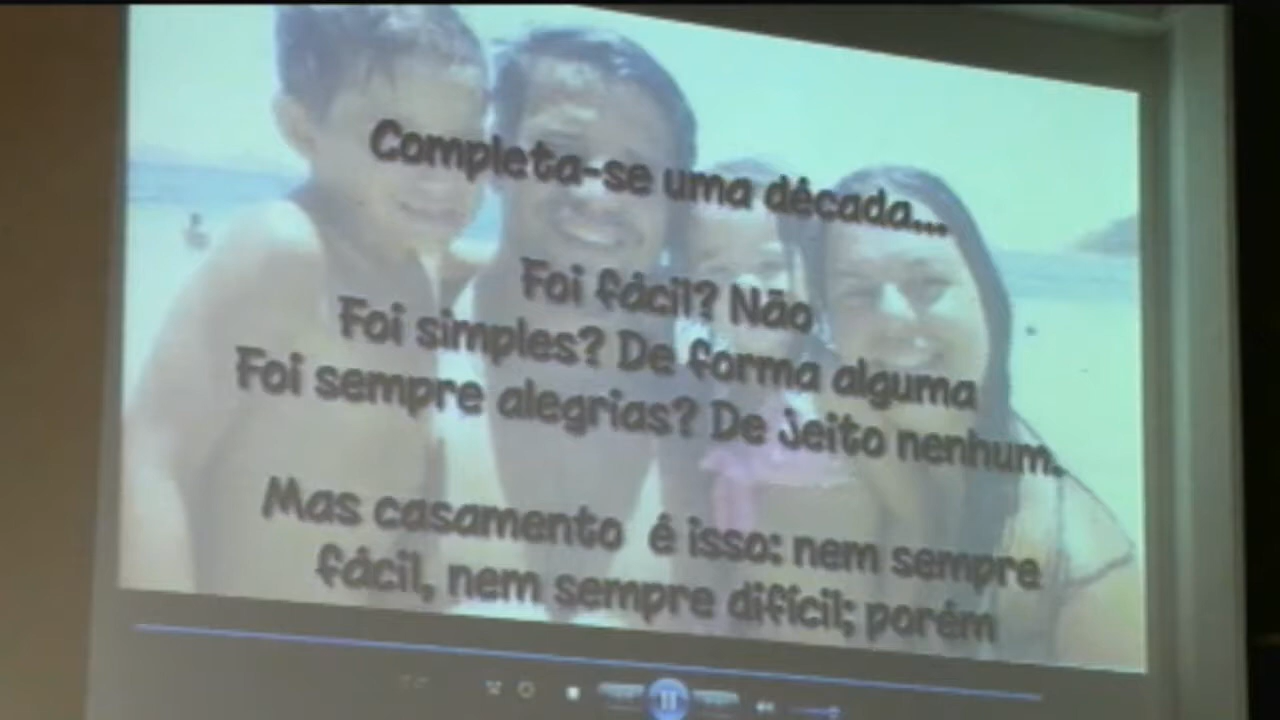 Completa-se uma década...
Foi fácil? Não
Foi simples? De forma alguma
Foi sempre alegrias? De jeito nenhum.
Mas casamento é isso: nem sempre
fácil, nem sempre difícil; porém